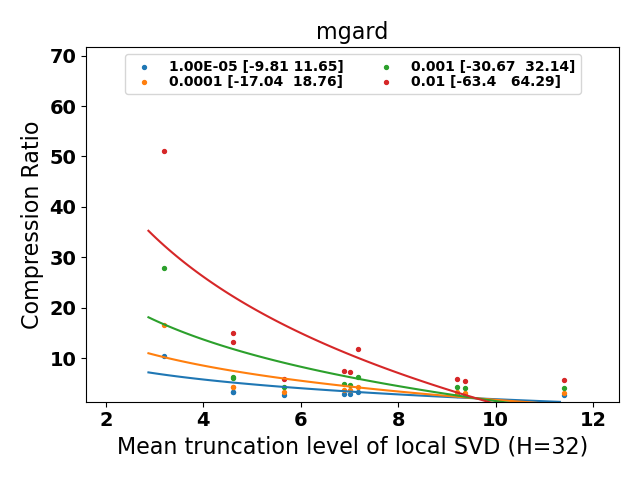 mgard
1.00E-05 [-9.81 11.65]
0.0001 [-17.04  18.76]
0.001 [-30.67  32.14]
0.01 [-63.4   64.29]
Compression Ratio
70
60
50
40
30
20
10
2 4 6 8 10 12
Mean truncation level of local SVD (H=32)